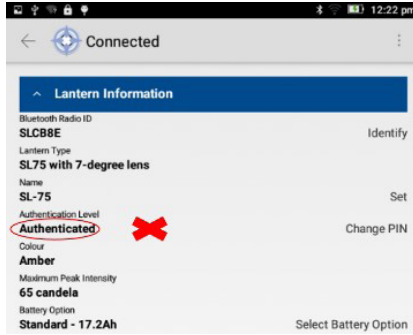 12:22 pm
Connected
Lantern Information
Bluetooth Radio ID
SLCB8E
Identify
Lantern Type
SL75 with 7-degree lens
Name
SL-75
Set
Authentication Level
Authenticated
Change PIN
Colour
Amber
Maximum Peak Intensity
65 candela
Battery Option
Standard - 17.2Ah
Select Battery Option